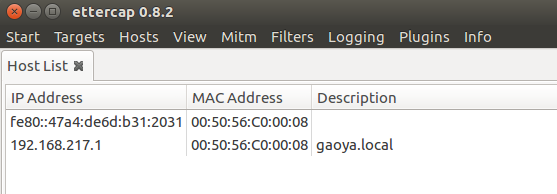 ettercap 0.8.2
Start Targets Hosts View Mitm Filters Logging Plugins Info
Host List
IP Address MAC Address Description
fe80::47a4:de6d:b31:2031 00:50:56:C0:00:08
192.168.217.1 00:50:56:C0:00:08 gaoya.local